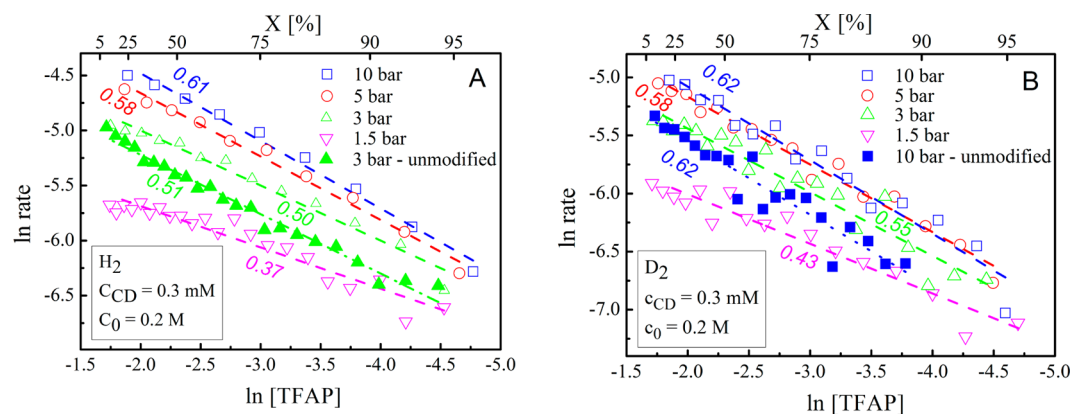 X [%]
5 25 50 75 90 95
A
0.61
0.58
0.51
0.50
0.37
10 bar
5 bar
3 bar
1.5 bar
3 bar - unmodified
H2
CCD = 0.3 mM
C0 = 0.2 M
ln rate
-4.5
-5.0
-5.5
-6.0
-6.5
-1.5 -2.0 -2.5 -3.0 -3.5 -4.0 -4.5 -5.0
ln [TFAP]
X [%]
5 25 50 75 90 95
B
0.62
0.58
0.62
0.55
0.43
10 bar
5 bar
3 bar
1.5 bar
10 bar - unmodified
D2
cCD = 0.3 mM
c0 = 0.2 M
ln rate
-5.0
-5.5
-6.0
-6.5
-7.0
-1.5 -2.0 -2.5 -3.0 -3.5 -4.0 -4.5 -5.0
ln [TFAP]